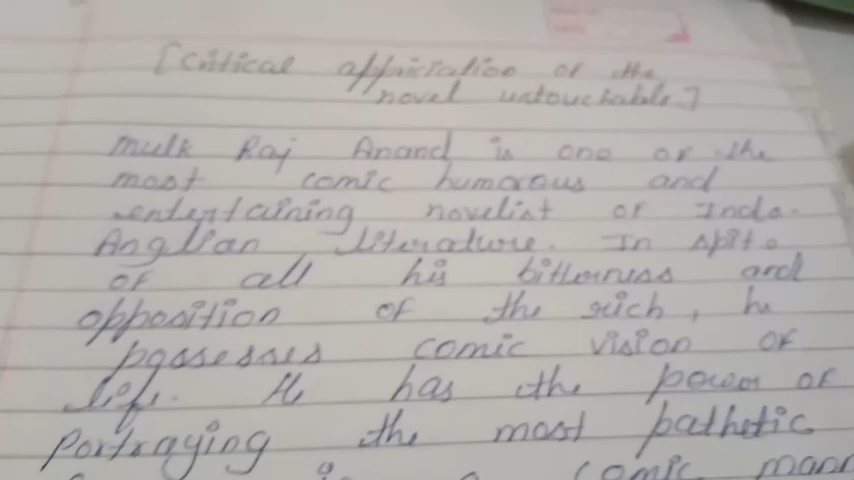 [Critical appriciation of the
novel untouchable]
Mulk Raj Anand is one of the
most comic humorous and
entertaining novelist of Indo-
Anglian literature. In spite
of all his bitterness and
opposition of the rich, he
possesses comic vision of
life. He has the power of
Portraying the most pathetic
comic mann